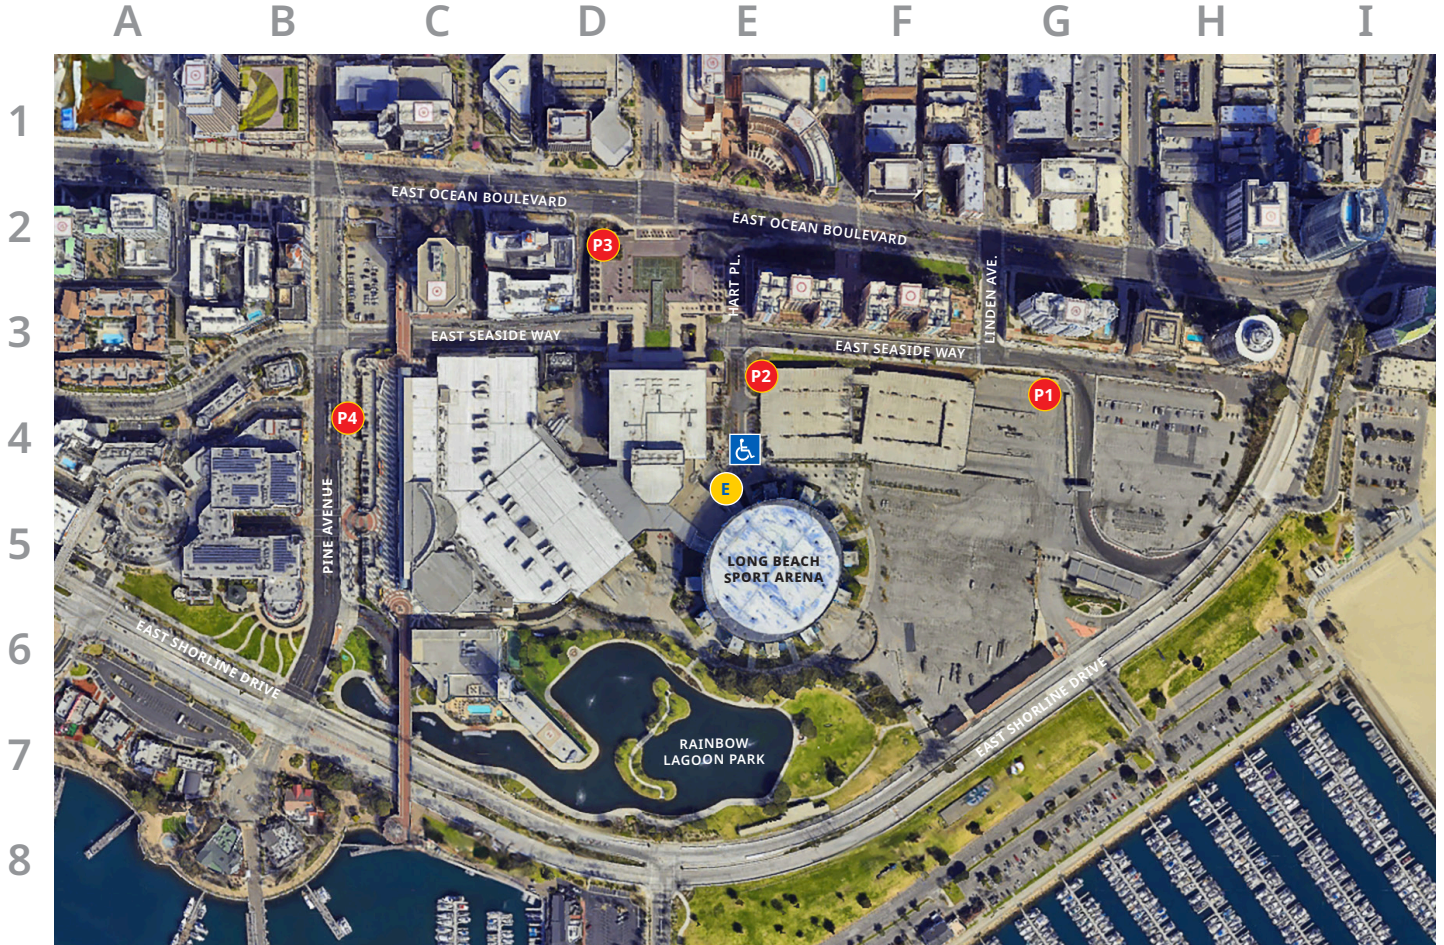 A B C D E F G H I
1
EAST OCEAN BOULEVARD
2
EAST OCEAN BOULEVARD
P3
HART PL.
LINDEN AVE.
3
EAST SEASIDE WAY
EAST SEASIDE WAY
P2
P1
P4
4
E
PINE AVENUE
5
LONG BEACH
SPORT ARENA
6
EAST SHORLINE DRIVE
EAST SHORLINE DRIVE
7
RAINBOW
LAGOON PARK
8